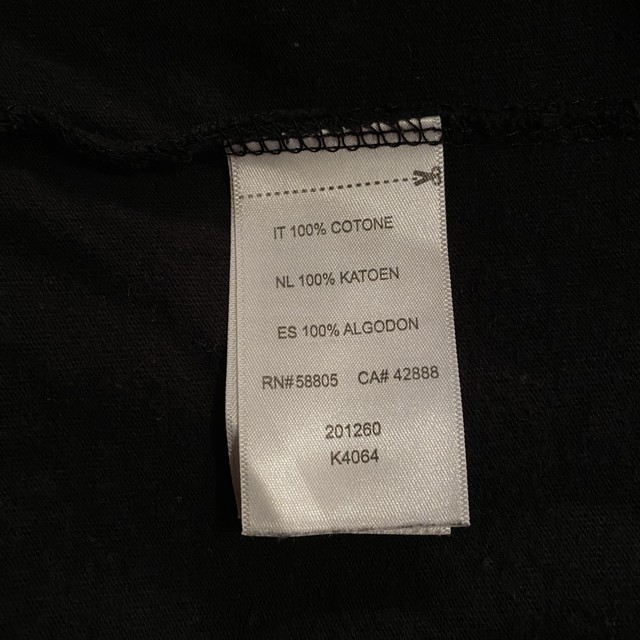 IT 100% COTONE
NL 100% KATOEN
ES 100% ALGODON
RN# 58805 CA# 42888
201260
K4064